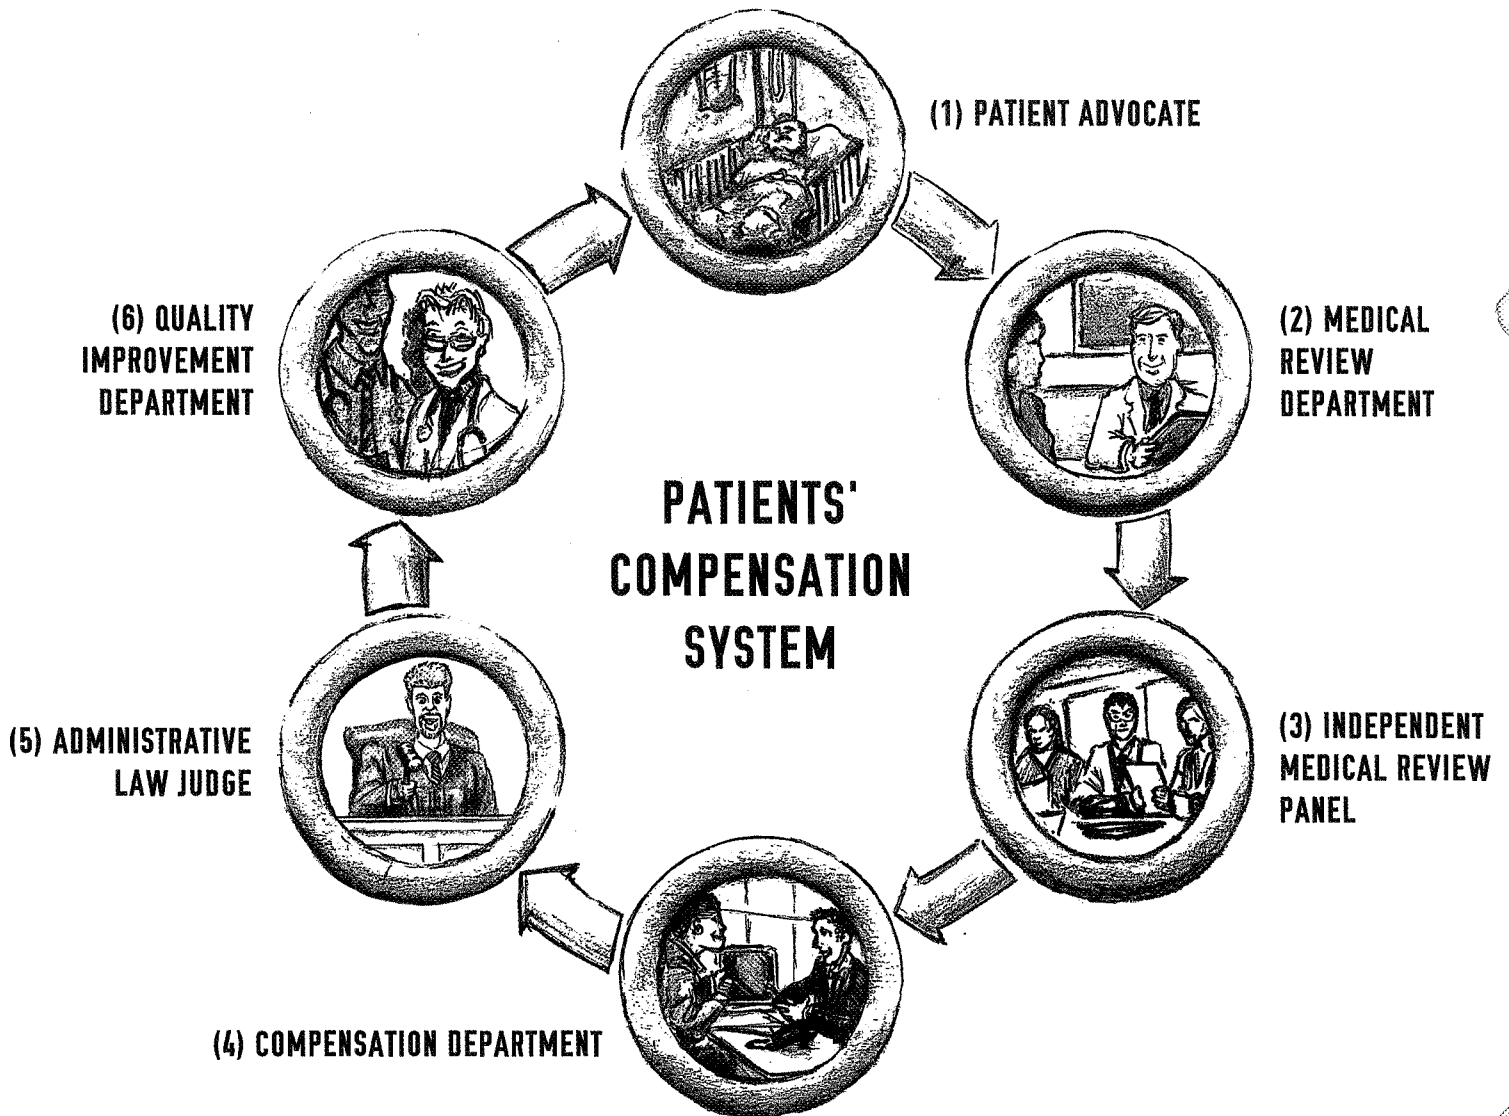 (1) PATIENT ADVOCATE
(2) MEDICAL
REVIEW
DEPARTMENT
(3) INDEPENDENT
MEDICAL REVIEW
PANEL
(4) COMPENSATION DEPARTMENT
(5) ADMINISTRATIVE
LAW JUDGE
(6) QUALITY
IMPROVEMENT
DEPARTMENT
PATIENTS'
COMPENSATION
SYSTEM